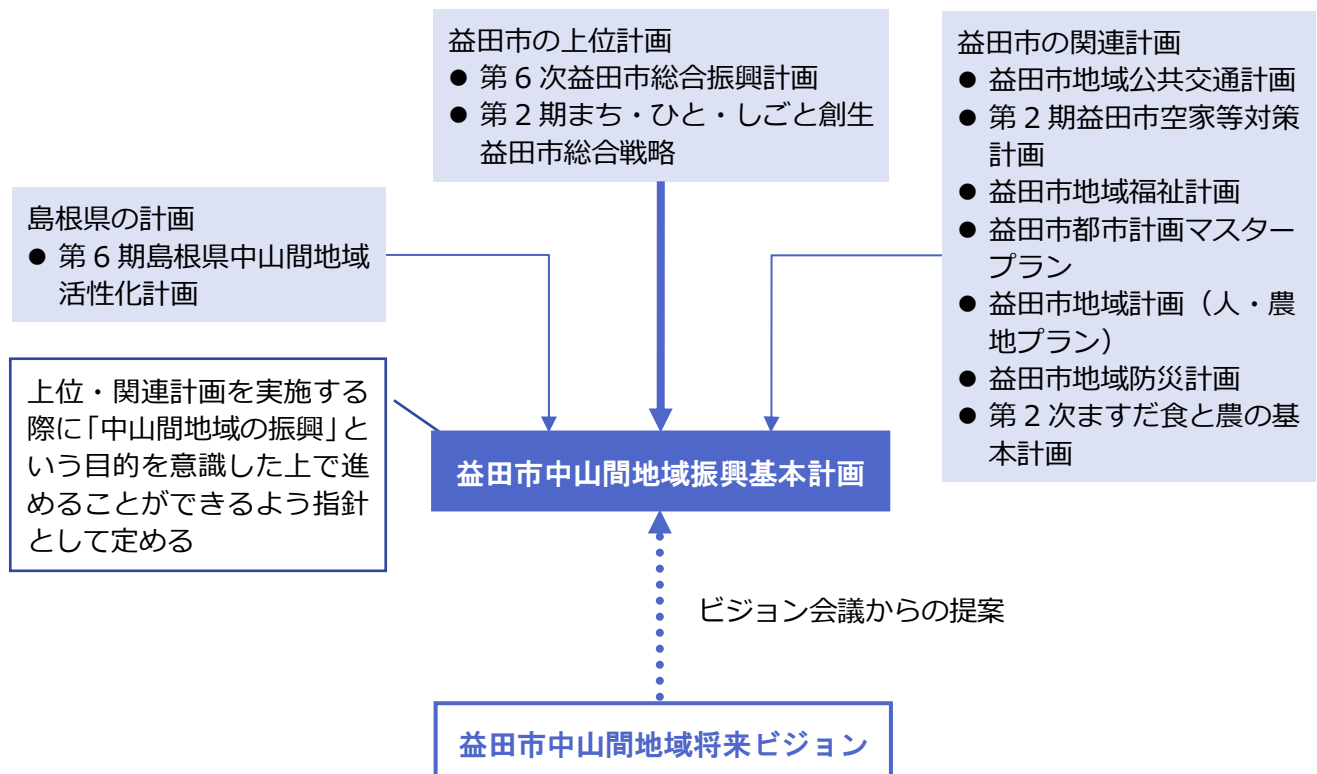 益田市の上位計画
● 第6次益田市総合振興計画
● 第2期まち・ひと・しごと創生
益田市総合戦略
益田市の関連計画
● 益田市地域公共交通計画
● 第2期益田市空家等対策
計画
● 益田市地域福祉計画
● 益田市都市計画マスター
プラン
● 益田市地域計画（人・農
地プラン）
● 益田市地域防災計画
● 第2次ますだ食と農の基
本計画
島根県の計画
● 第6期島根県中山間地域
活性化計画
上位・関連計画を実施する
際に「中山間地域の振興」と
いう目的を意識した上で進
めることができるよう指針
として定める
益田市中山間地域振興基本計画
ビジョン会議からの提案
益田市中山間地域将来ビジョン